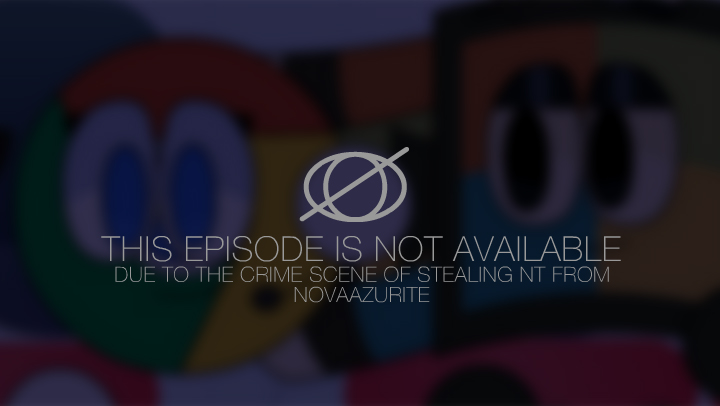 THIS EPISODE IS NOT AVAILABLE
DUE TO THE CRIME SCENE OF STEALING NT FROM
NOVAAZURITE